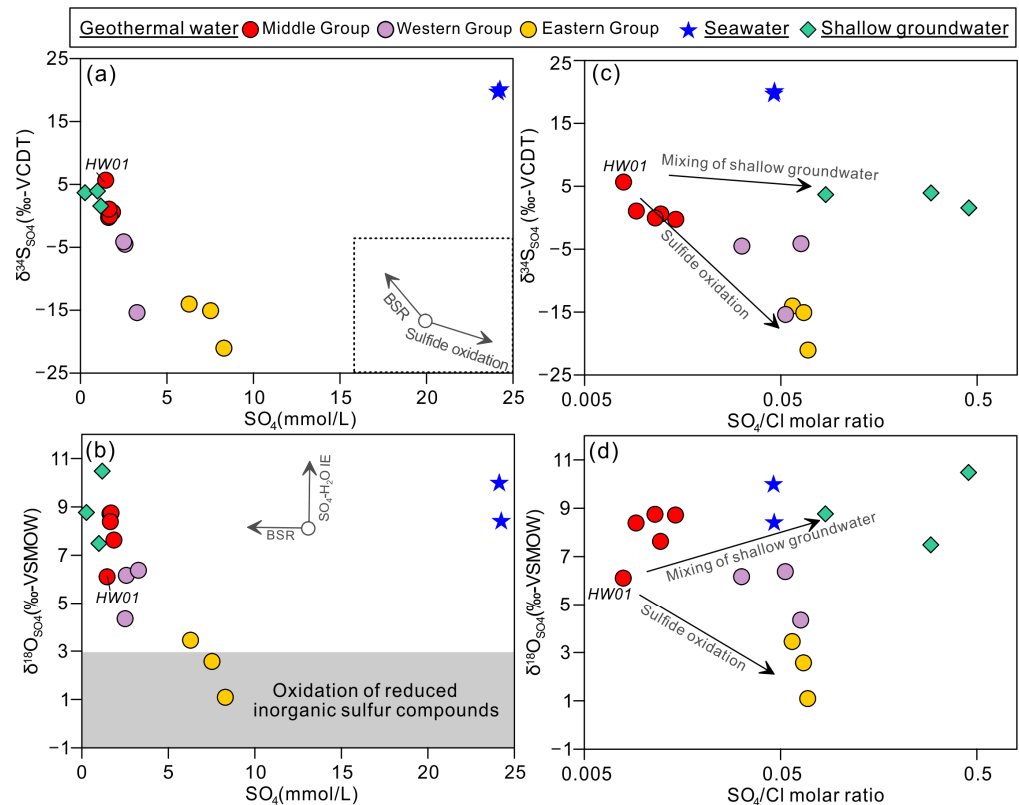 Geothermal water Middle Group Western Group Eastern Group Seawater Shallow groundwater
(a)
25
15
5
−5
−15
−25
δ³⁴S_SO4(‰-VCDT)
HW01
BSR
Sulfide oxidation
0 5 10 15 20 25
SO₄(mmol/L)
(c)
25
15
5
−5
−15
−25
δ³⁴S_SO4(‰-VCDT)
HW01
Mixing of shallow groundwater
Sulfide oxidation
0.005 0.05 0.5
SO₄/Cl molar ratio
(b)
11
9
7
5
3
1
−1
δ¹⁸O_SO4(‰-VSMOW)
SO₄-H₂O IE
BSR
HW01
Oxidation of reduced
inorganic sulfur compounds
0 5 10 15 20 25
SO₄(mmol/L)
(d)
11
9
7
5
3
1
−1
δ¹⁸O_SO4(‰-VSMOW)
HW01
Mixing of shallow groundwater
Sulfide oxidation
0.005 0.05 0.5
SO₄/Cl molar ratio